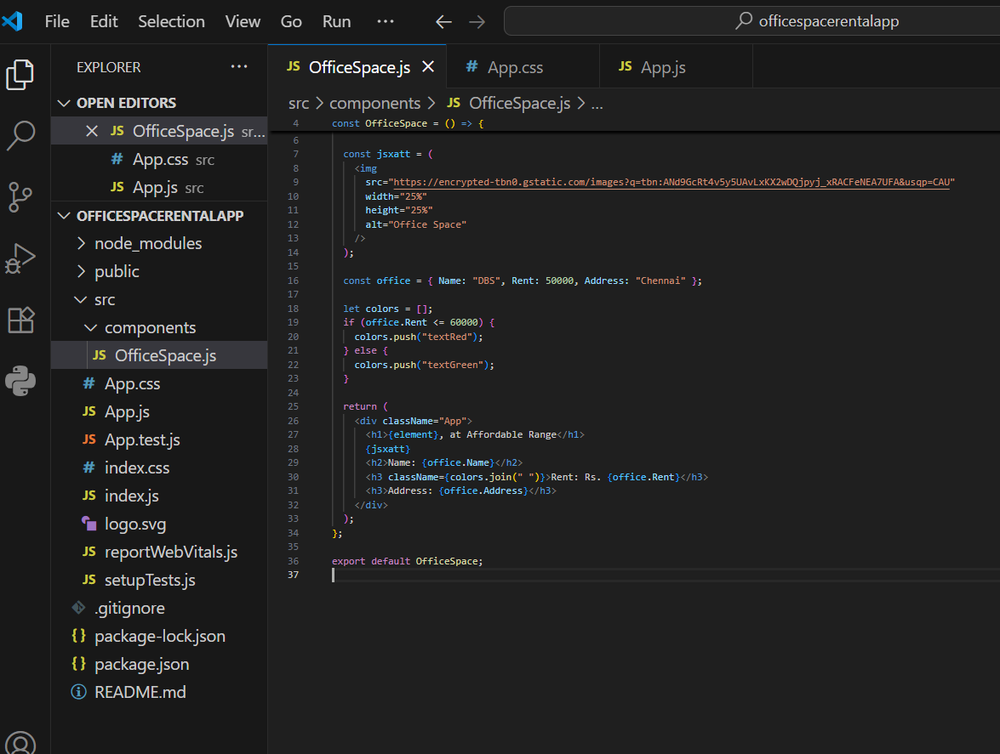 File Edit Selection View Go Run ··· officespacerentalapp
EXPLORER ···
OPEN EDITORS
JS OfficeSpace.js sr...
# App.css src
JS App.js src
OFFICESPACERENTALAPP
node_modules
public
src
components
JS OfficeSpace.js
# App.css
JS App.js
JS App.test.js
# index.css
JS index.js
logo.svg
JS reportWebVitals.js
JS setupTests.js
.gitignore
{} package-lock.json
{} package.json
README.md
JS OfficeSpace.js # App.css JS App.js
src > components > JS OfficeSpace.js > ...
4 const OfficeSpace = () => {
6
7 const jsxatt = (
8 <img
9 src="https://encrypted-tbn0.gstatic.com/images?q=tbn:ANd9GcRt4v5y5UAvLxKX2wDQjpyj_xRACFeNEA7UFA&usqp=CAU"
10 width="25%"
11 height="25%"
12 alt="Office Space"
13 />
14 );
15
16 const office = { Name: "DBS", Rent: 50000, Address: "Chennai" };
17
18 let colors = [];
19 if (office.Rent <= 60000) {
20 colors.push("textRed");
21 } else {
22 colors.push("textGreen");
23 }
24
25 return (
26 <div className="App">
27 <h1>{element}, at Affordable Range</h1>
28 {jsxatt}
29 <h2>Name: {office.Name}</h2>
30 <h3 className={colors.join(" ")}>Rent: Rs. {office.Rent}</h3>
31 <h3>Address: {office.Address}</h3>
32 </div>
33 );
34 };
35
36 export default OfficeSpace;
37